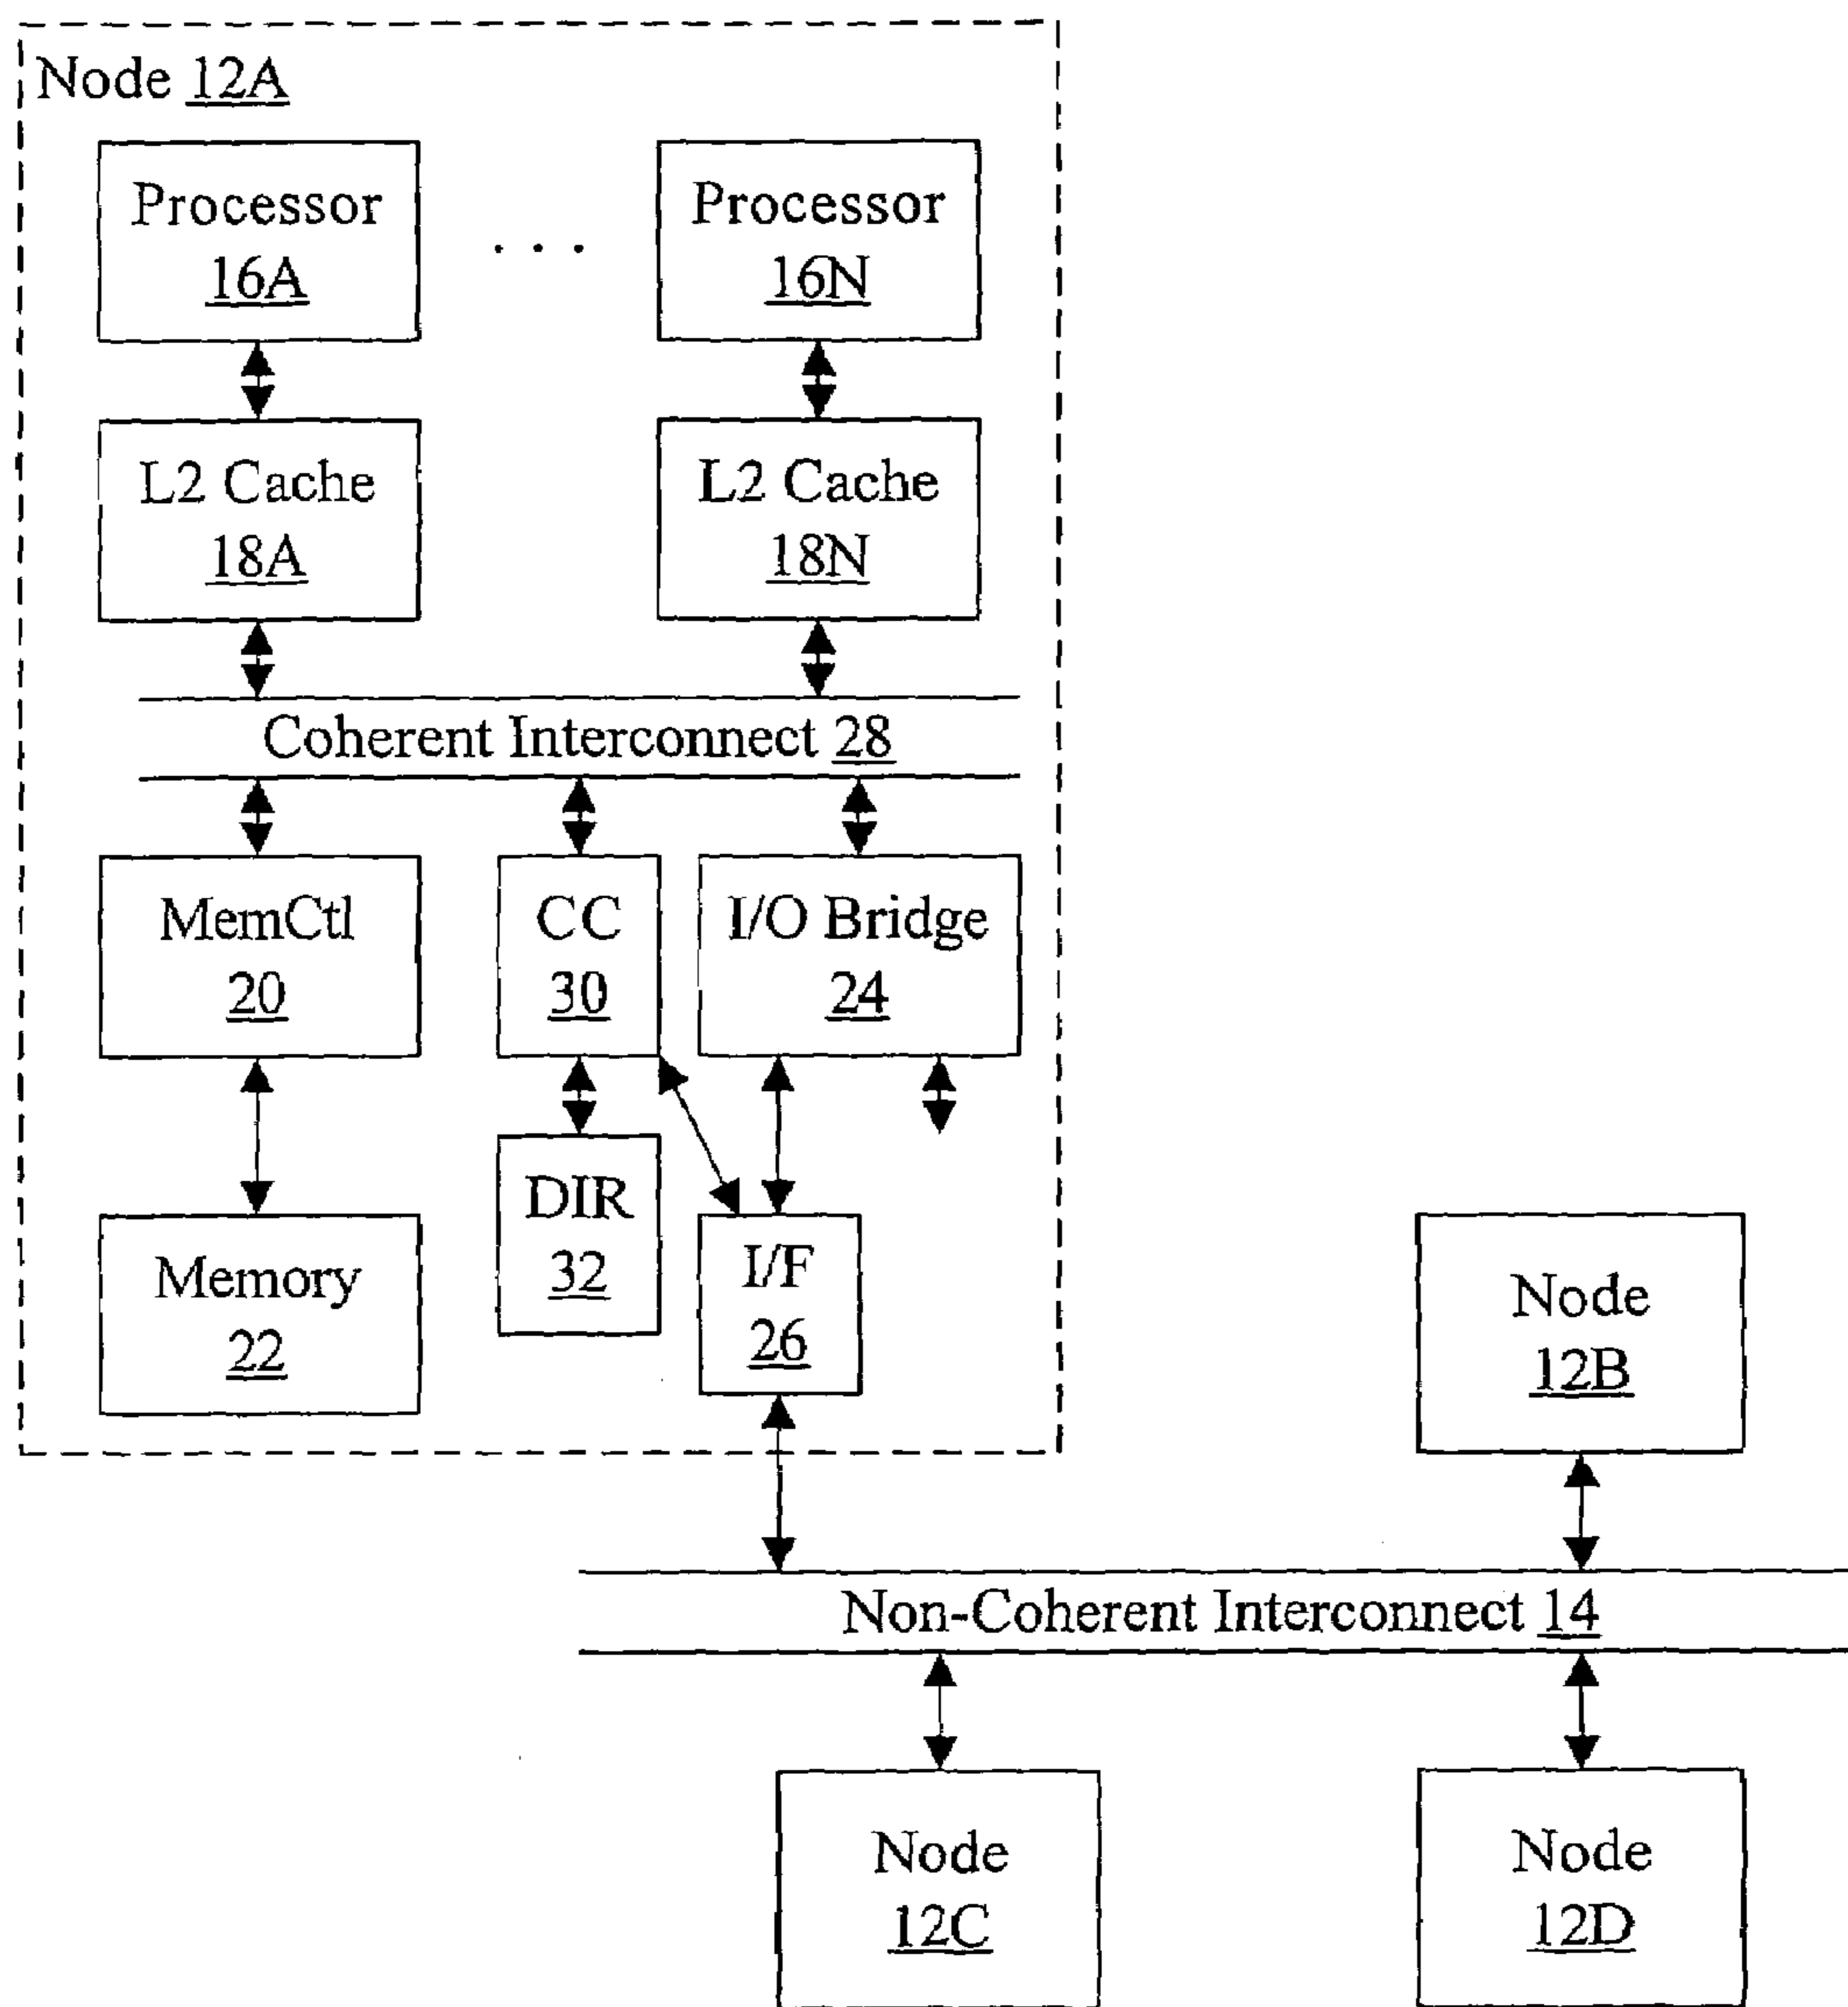 Node 12A
Processor
16A
. . .
Processor
16N
L2 Cache
18A
L2 Cache
18N
Coherent Interconnect 28
MemCtl
20
CC
30
I/O Bridge
24
DIR
32
Memory
22
I/F
26
Node
12B
Non-Coherent Interconnect 14
Node
12C
Node
12D